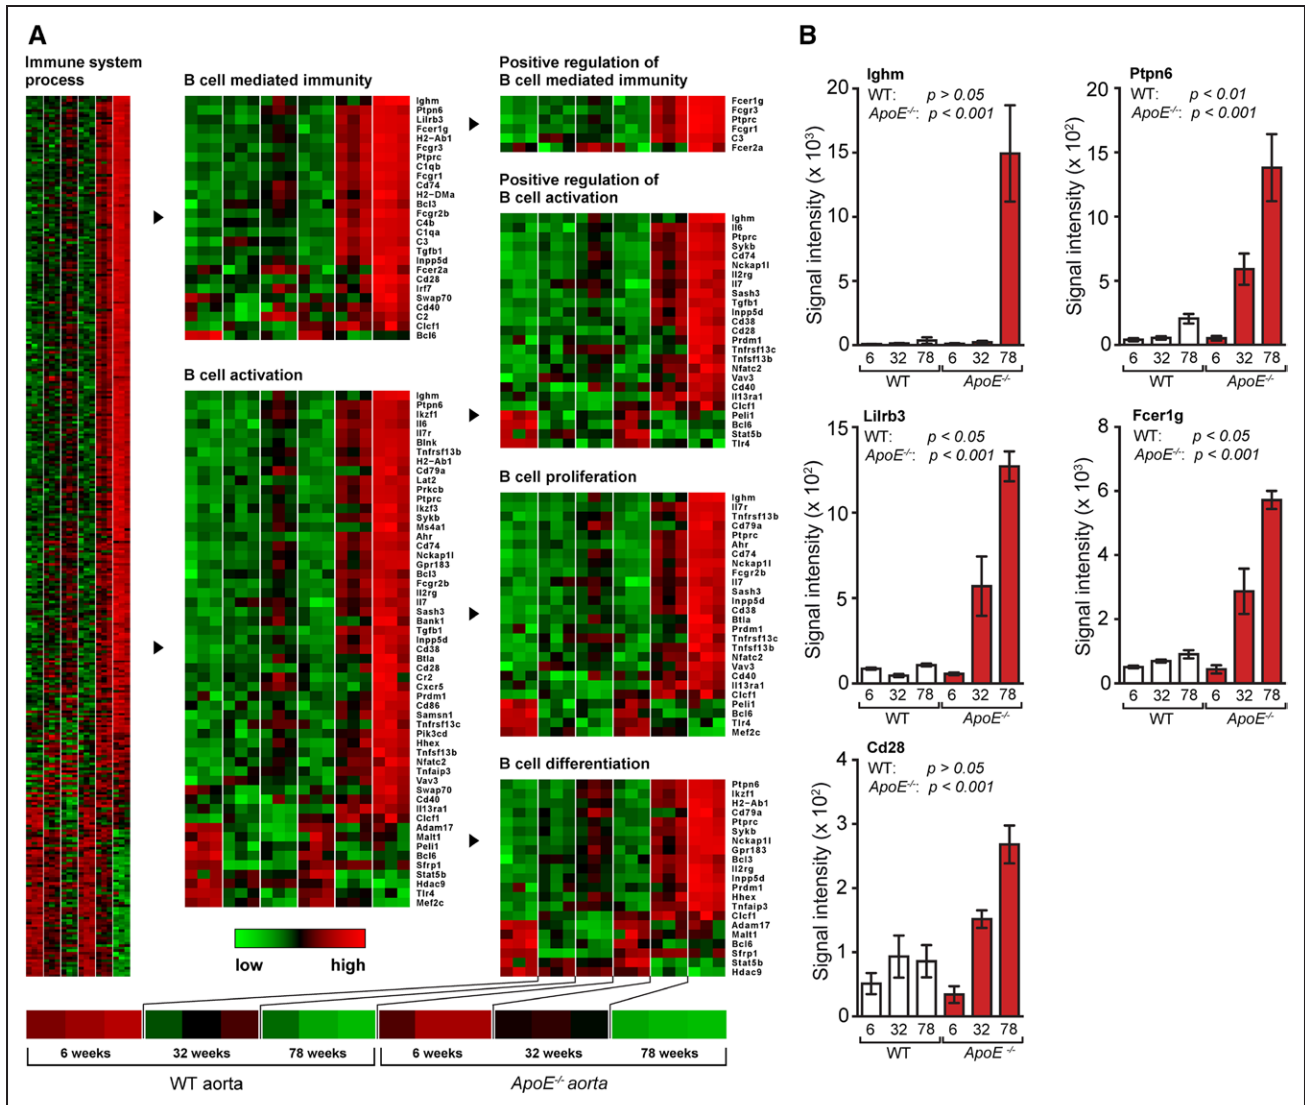 A
Immune system
process
B cell mediated immunity
Ighm
Ptpn6
Lilrb3
Fcer1g
H2-Ab1
Fcgr3
Ptprc
C1qb
Fcgr1
Cd74
H2-DMa
Bcl3
Fcgr2b
C4b
C1qa
C3
Tgfb1
Inpp5d
Fcer2a
Cd28
Irf7
Swap70
Cd40
C2
Clcf1
Bcl6
B cell activation
Ighm
Ptpn6
Ikzf1
Il6
Il7r
Blnk
Tnfrsf13b
H2-Ab1
Cd79a
Lat2
Prkcb
Ptprc
Ikzf3
Sykb
Ms4a1
Ahr
Cd74
Nckap1l
Gpr183
Bcl3
Fcgr2b
Il2rg
Il7
Sash3
Bank1
Tgfb1
Inpp5d
Cd38
Btla
Cd28
Cr2
Cxcr5
Prdm1
Cd86
Samsn1
Tnfrsf13c
Pik3cd
Hhex
Tnfsf13b
Nfatc2
Tnfaip3
Vav3
Swap70
Cd40
Il13ra1
Clcf1
Adam17
Malt1
Peli1
Bcl6
Sfrp1
Stat5b
Hdac9
Tlr4
Mef2c
low high
Positive regulation of
B cell mediated immunity
Fcer1g
Fcgr3
Ptprc
Fcgr1
C3
Fcer2a
Positive regulation of
B cell activation
Ighm
Il6
Ptprc
Sykb
Cd74
Nckap1l
Il2rg
Il7
Sash3
Tgfb1
Inpp5d
Cd38
Cd28
Prdm1
Tnfrsf13c
Tnfsf13b
Nfatc2
Vav3
Cd40
Il13ra1
Clcf1
Peli1
Bcl6
Stat5b
Tlr4
B cell proliferation
Ighm
Il7r
Tnfrsf13b
Cd79a
Ptprc
Ahr
Cd74
Nckap1l
Fcgr2b
Il7
Sash3
Inpp5d
Cd38
Btla
Prdm1
Tnfrsf13c
Tnfsf13b
Nfatc2
Vav3
Cd40
Il13ra1
Clcf1
Peli1
Bcl6
Tlr4
Mef2c
B cell differentiation
Ptpn6
Ikzf1
H2-Ab1
Cd79a
Ptprc
Sykb
Nckap1l
Gpr183
Bcl3
Il2rg
Inpp5d
Prdm1
Hhex
Tnfaip3
Clcf1
Adam17
Malt1
Bcl6
Sfrp1
Stat5b
Hdac9
6 weeks 32 weeks 78 weeks 6 weeks 32 weeks 78 weeks
WT aorta ApoE-/- aorta
B
Ighm
WT: p > 0.05
ApoE-/-: p < 0.001
Signal intensity (x 10³)
20
15
10
5
0
6 32 78 6 32 78
WT ApoE-/-
Ptpn6
WT: p < 0.01
ApoE-/-: p < 0.001
Signal intensity (x 10²)
20
15
10
5
0
6 32 78 6 32 78
WT ApoE-/-
Lilrb3
WT: p < 0.05
ApoE-/-: p < 0.001
Signal intensity (x 10²)
15
10
5
0
6 32 78 6 32 78
WT ApoE-/-
Fcer1g
WT: p < 0.05
ApoE-/-: p < 0.001
Signal intensity (x 10³)
8
6
4
2
0
6 32 78 6 32 78
WT ApoE-/-
Cd28
WT: p > 0.05
ApoE-/-: p < 0.001
Signal intensity (x 10²)
4
3
2
1
0
6 32 78 6 32 78
WT ApoE-/-